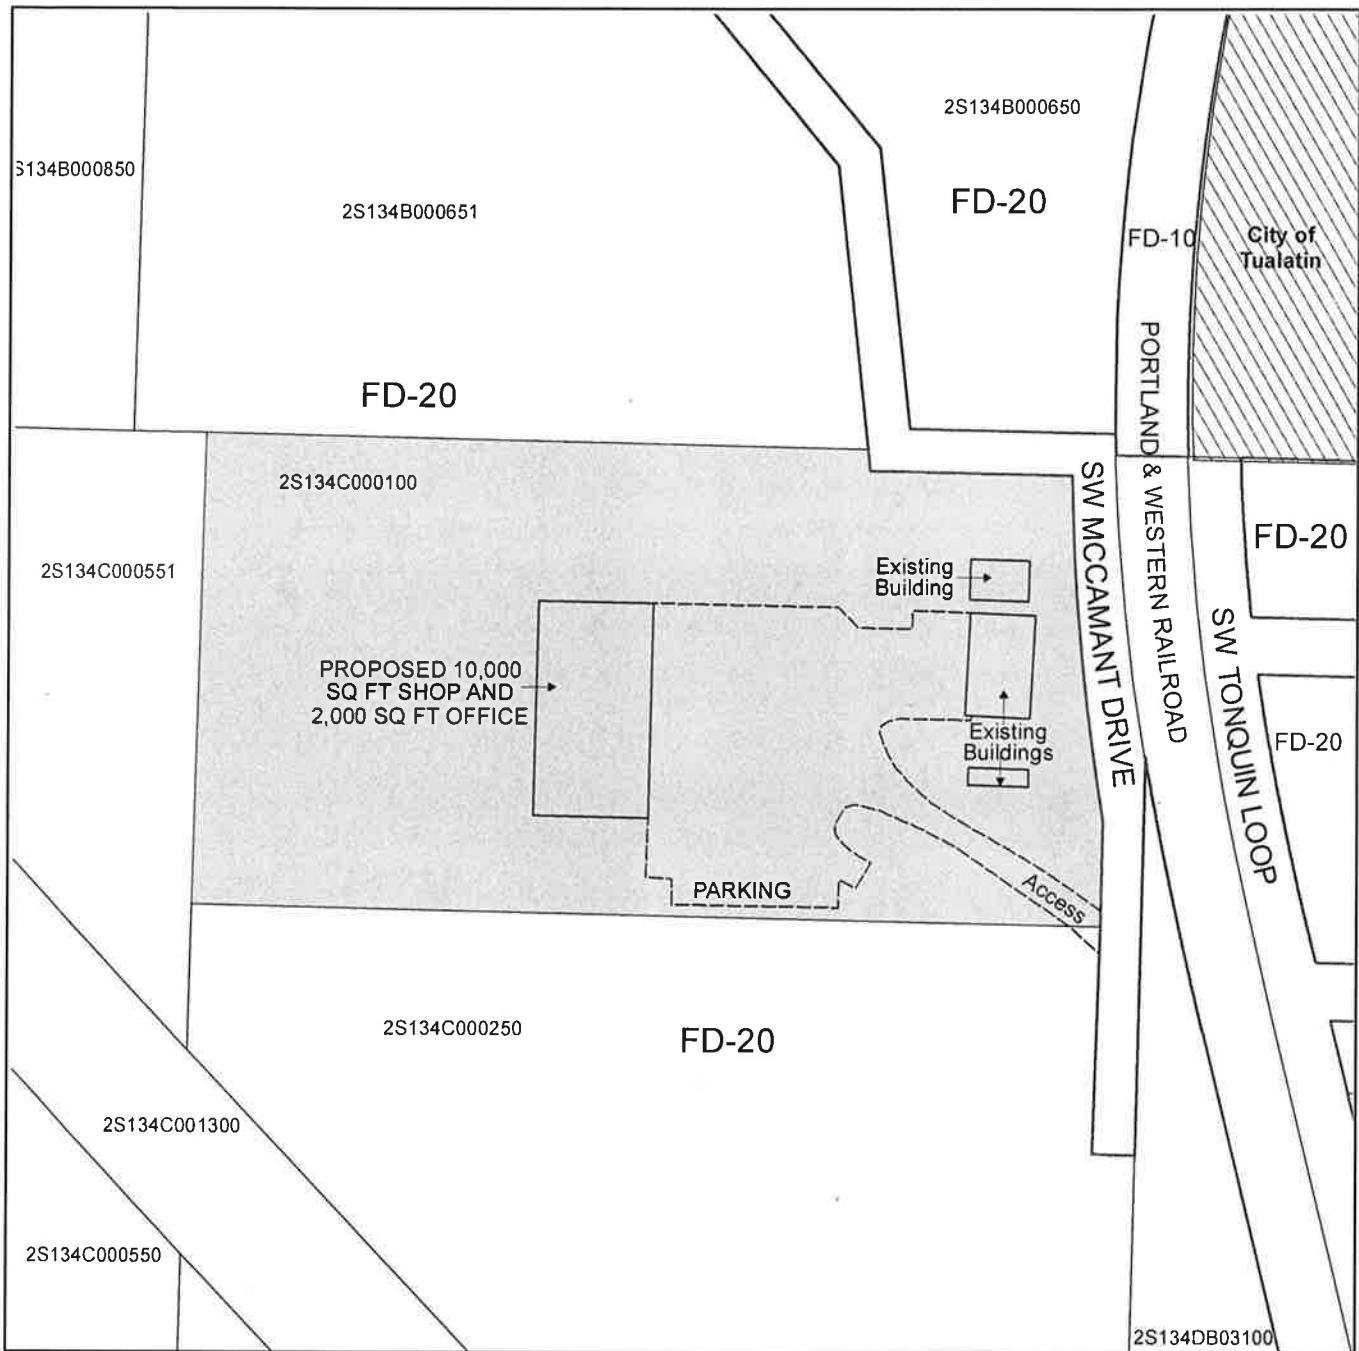 2S134B000650
S134B000850
2S134B000651
FD-20
FD-10
City of
Tualatin
FD-20
PORTLAND & WESTERN RAILROAD
2S134C000100
SW MCCAMANT DRIVE
FD-20
2S134C000551
Existing
Building
SW TONQUIN LOOP
PROPOSED 10,000
SQ FT SHOP AND
2,000 SQ FT OFFICE
Existing
Buildings
FD-20
PARKING
Access
2S134C000250
FD-20
2S134C001300
2S134C000550
2S134DB03100